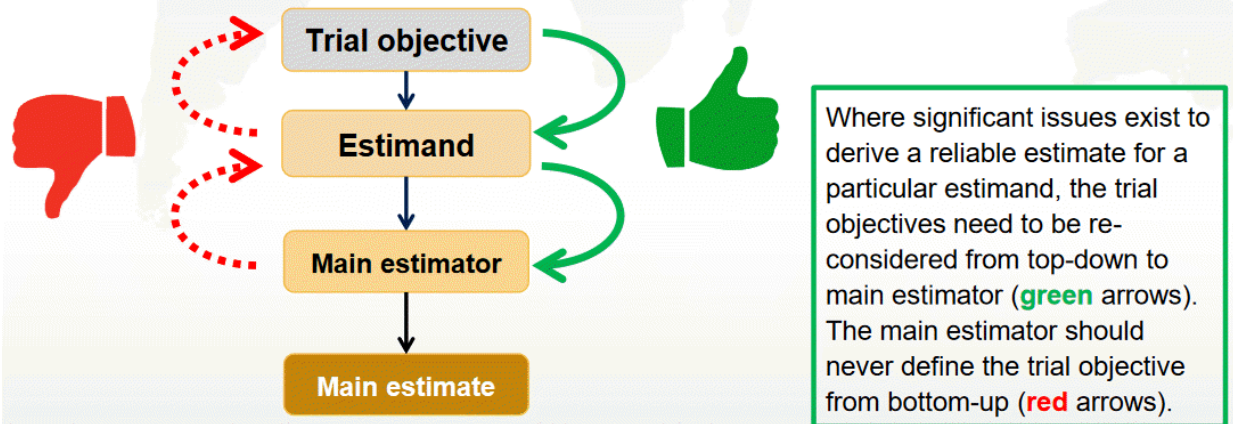 Trial objective
Estimand
Main estimator
Main estimate
Where significant issues exist to
derive a reliable estimate for a
particular estimand, the trial
objectives need to be re-
considered from top-down to
main estimator (green arrows).
The main estimator should
never define the trial objective
from bottom-up (red arrows).